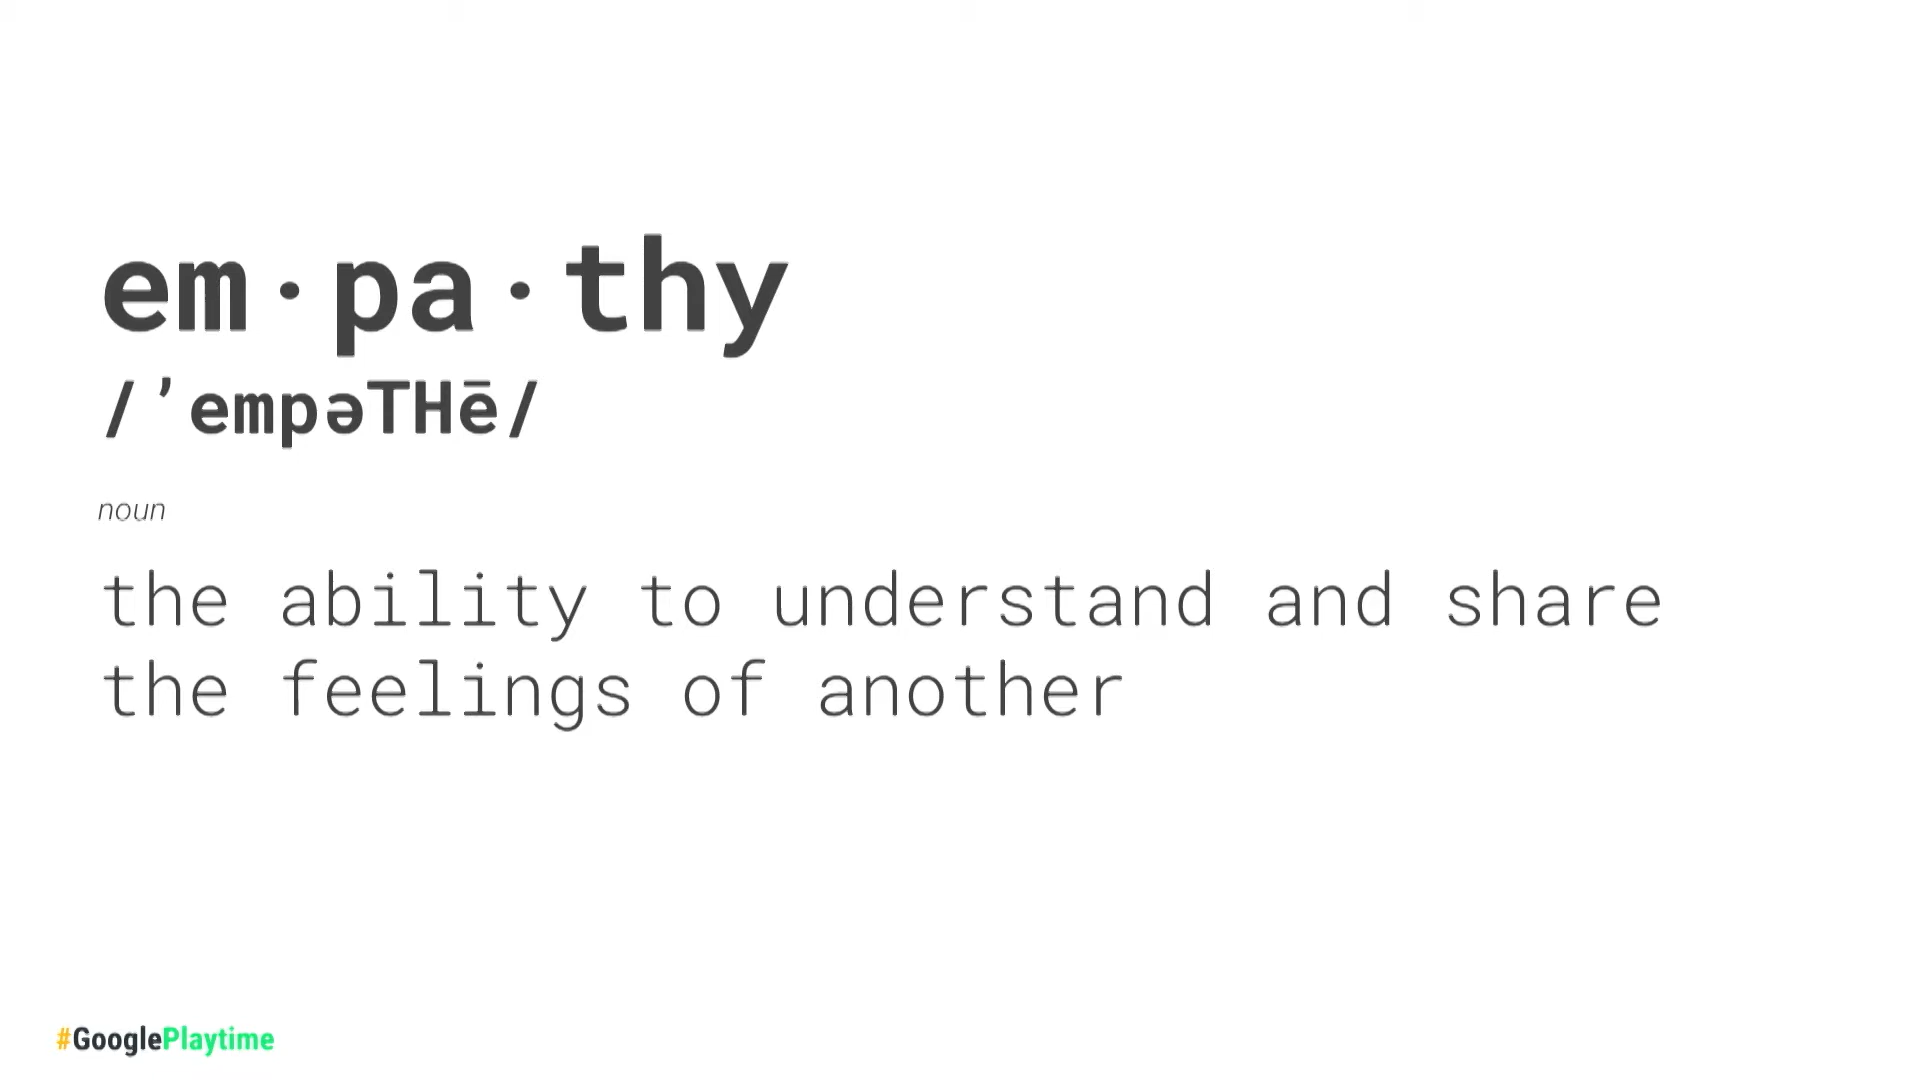 em·pa·thy
/ˈempəTHē/
noun
the ability to understand and share
the feelings of another
#GooglePlaytime